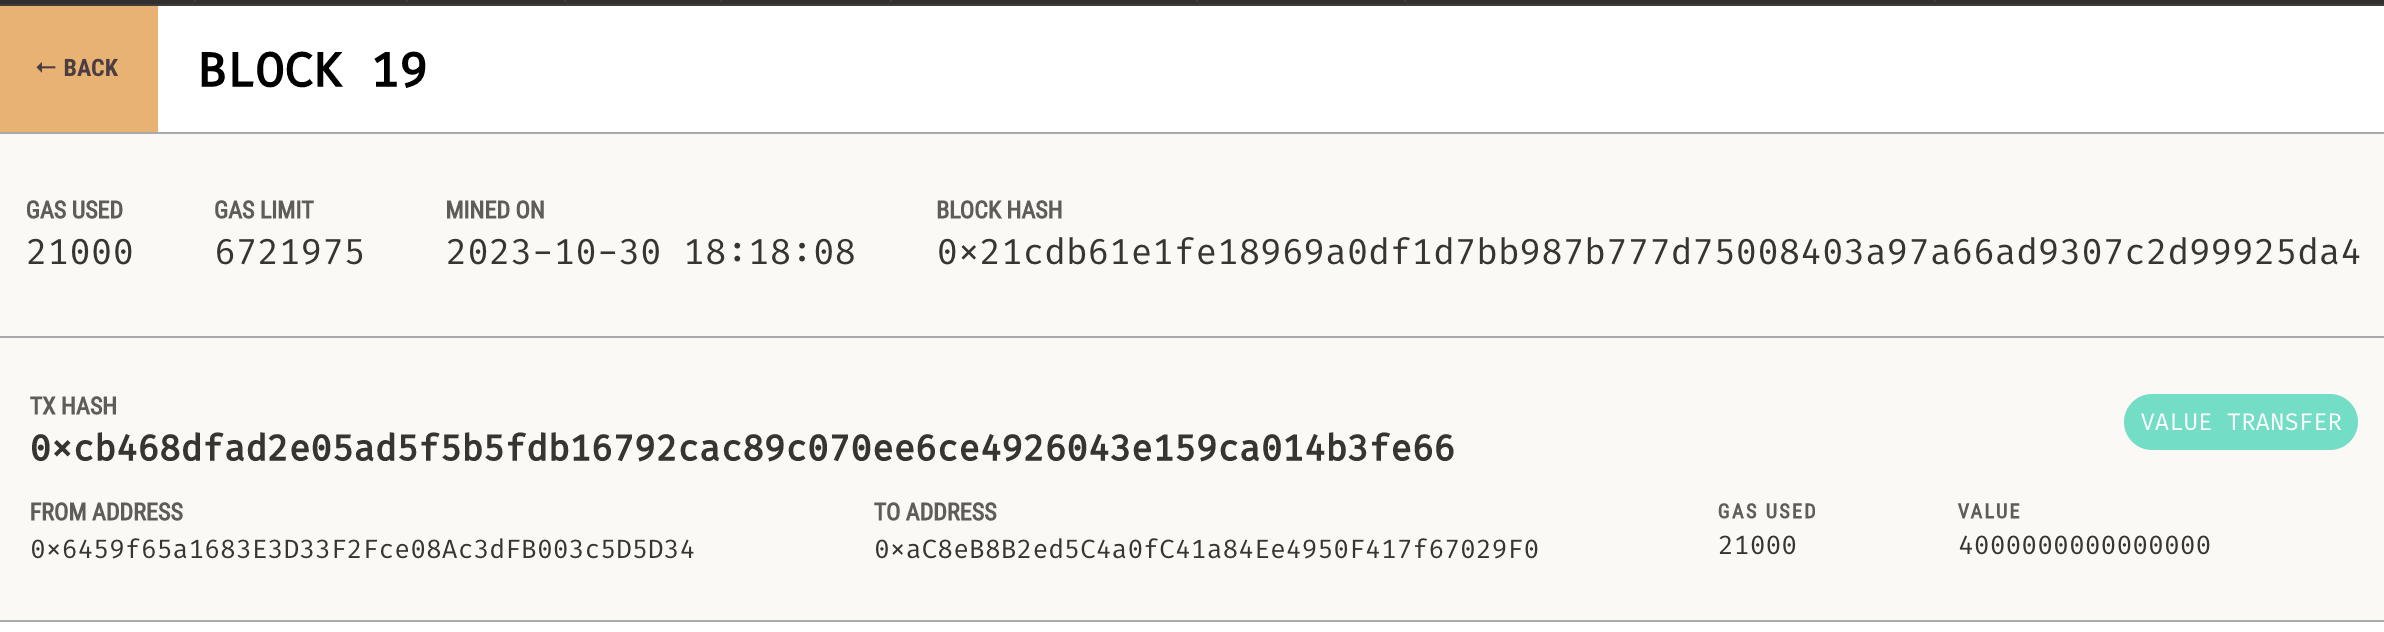 ← BACK
BLOCK 19
GAS USED GAS LIMIT MINED ON BLOCK HASH
21000 6721975 2023-10-30 18:18:08 0×21cdb61e1fe18969a0df1d7bb987b777d75008403a97a66ad9307c2d99925da4
TX HASH
0×cb468dfad2e05ad5f5b5fdb16792cac89c070ee6ce4926043e159ca014b3fe66
VALUE TRANSFER
FROM ADDRESS TO ADDRESS GAS USED VALUE
0×6459f65a1683E3D33F2Fce08Ac3dFB003c5D5D34 0×aC8eB8B2ed5C4a0fC41a84Ee4950F417f67029F0 21000 4000000000000000